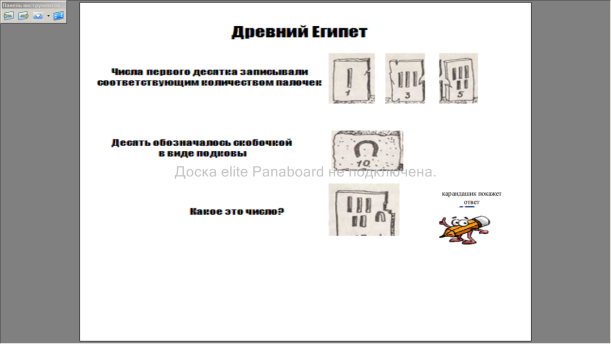 Панель инструментов
Древний Египет
Числа первого десятка записывали
соответствующим количеством палочек
1
3
5
Десять обозначалось скобочкой
в виде подковы
10
Доска elite Panaboard не подключена.
Какое это число?
карандашик покажет
ответ